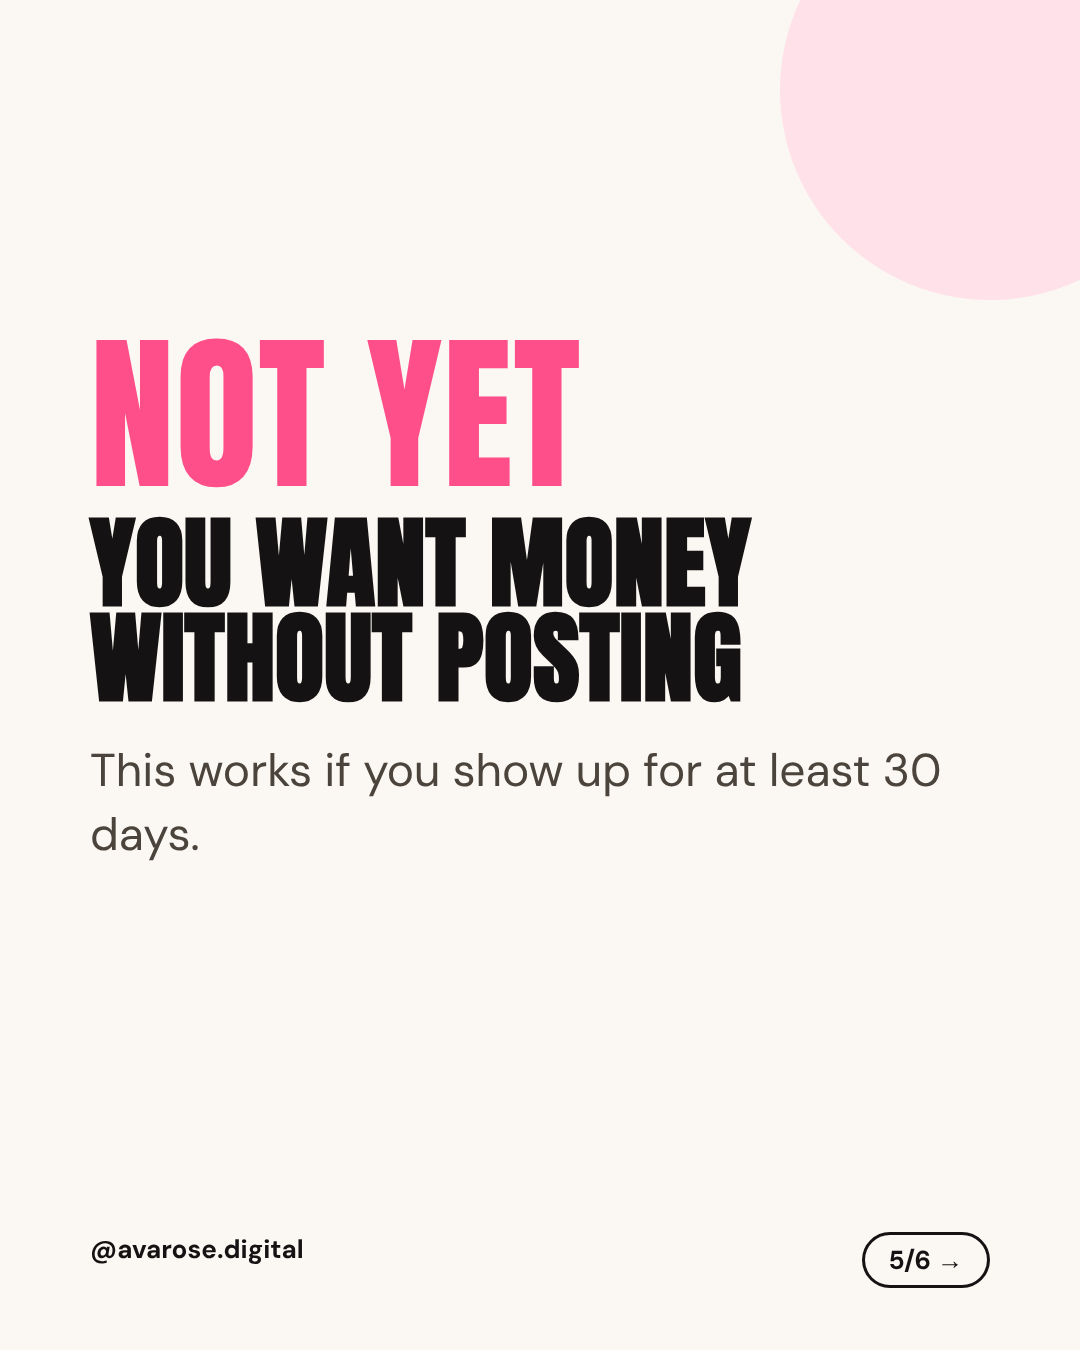 NOT YET
YOU WANT MONEY
WITHOUT POSTING
This works if you show up for at least 30
days.
@avarose.digital
5/6 →